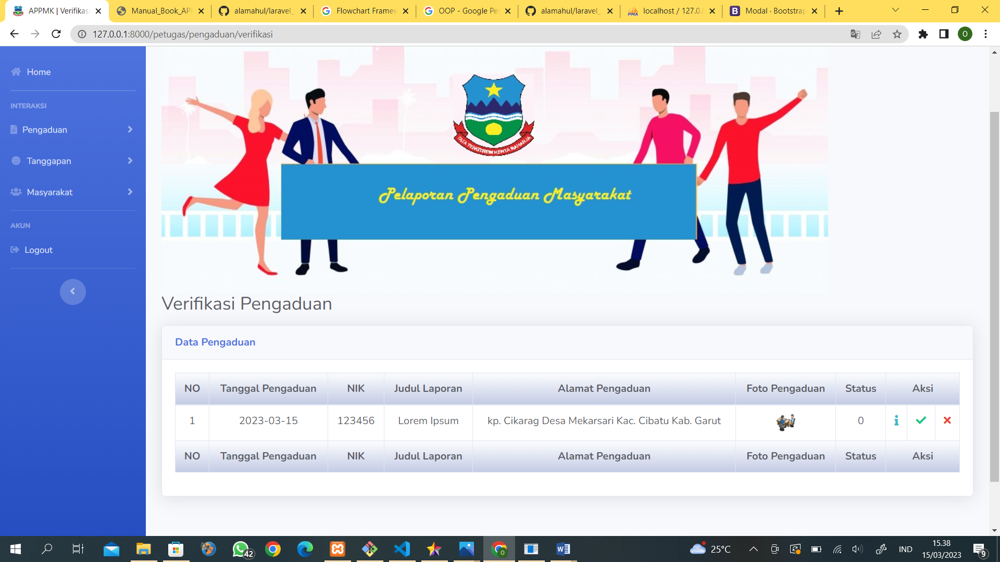 APPMK | Verifikasi
Manual_Book_AP
alamahul/laravel_
Flowchart Framew
OOP - Google Pe
alamahul/laravel_
localhost / 127.0.0
Modal · Bootstrap
127.0.0.1:8000/petugas/pengaduan/verifikasi
O
Home
INTERAKSI
Pengaduan
Tanggapan
Masyarakat
AKUN
Logout
TATA TENGTREM KERTA RAHARJA
Pelaporan Pengaduan Masyarakat
Verifikasi Pengaduan
Data Pengaduan
NO Tanggal Pengaduan NIK Judul Laporan Alamat Pengaduan Foto Pengaduan Status Aksi
1 2023-03-15 123456 Lorem Ipsum kp. Cikarag Desa Mekarsari Kac. Cibatu Kab. Garut 0
NO Tanggal Pengaduan NIK Judul Laporan Alamat Pengaduan Foto Pengaduan Status Aksi
42
25°C
IND
15.38
15/03/2023
9